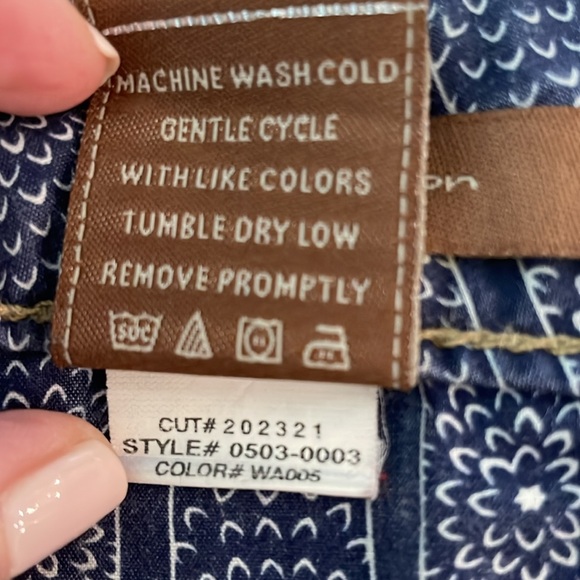 MACHINE WASH COLD
GENTLE CYCLE
WITH LIKE COLORS
TUMBLE DRY LOW
REMOVE PROMPTLY
CUT# 202321
STYLE# 0503-0003
COLOR# WA005